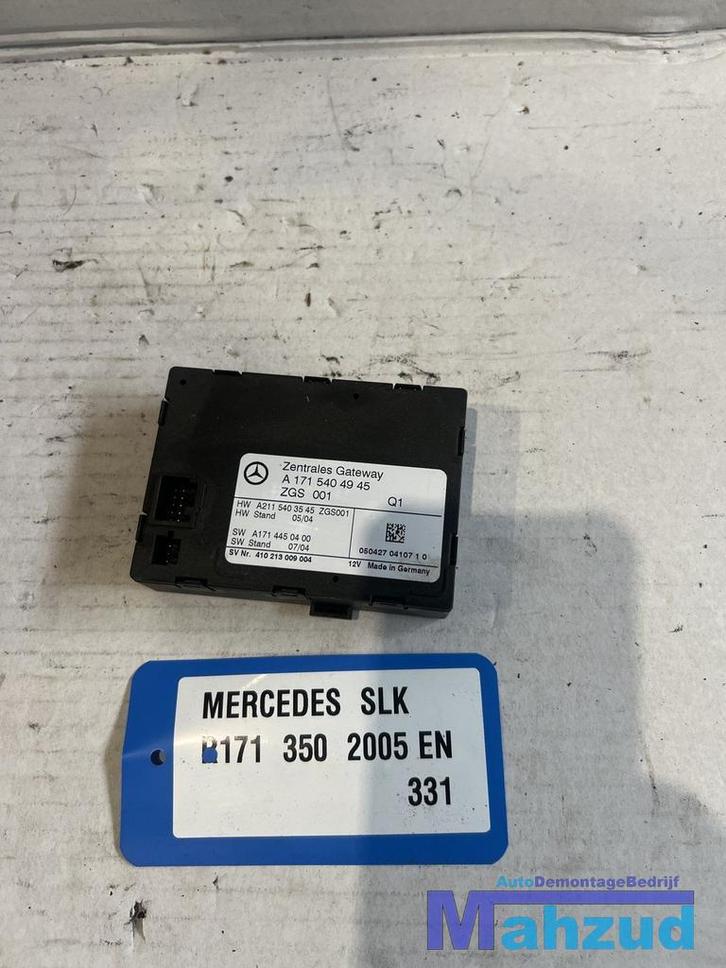 Zentrales Gateway
A 171 540 49 45
ZGS 001 Q1
HW A211 540 35 45 ZGS001
HW Stand 05/04
SW A171 445 04 00
SW Stand 07/04
050427 04107 1 0
SV Nr. 410 213 009 004 12V Made in Germany
MERCEDES SLK
R171 350 2005 EN
331
AutoDemontageBedrijf
Mahzud